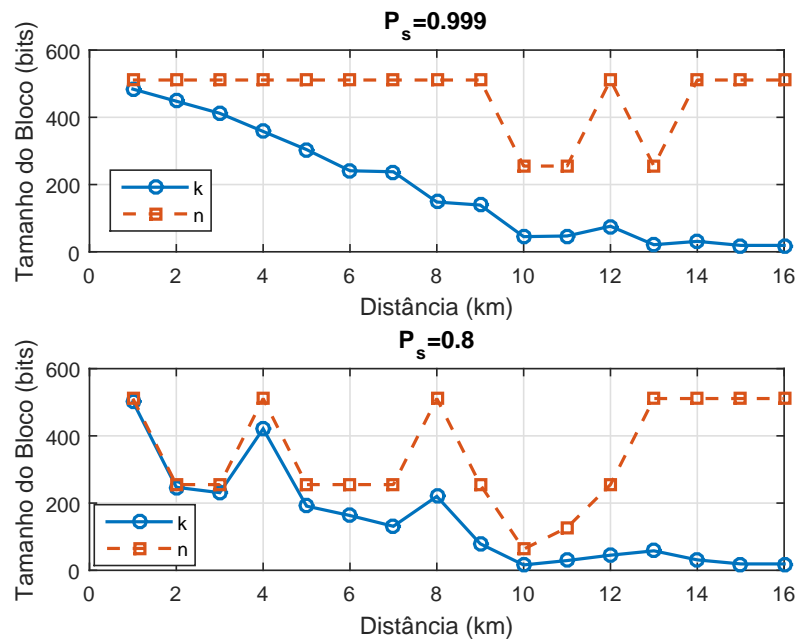 P_s=0.999
Tamanho do Bloco (bits)
600
400
200
0
k
n
0 2 4 6 8 10 12 14 16
Distância (km)
P_s=0.8
Tamanho do Bloco (bits)
600
400
200
0
k
n
0 2 4 6 8 10 12 14 16
Distância (km)